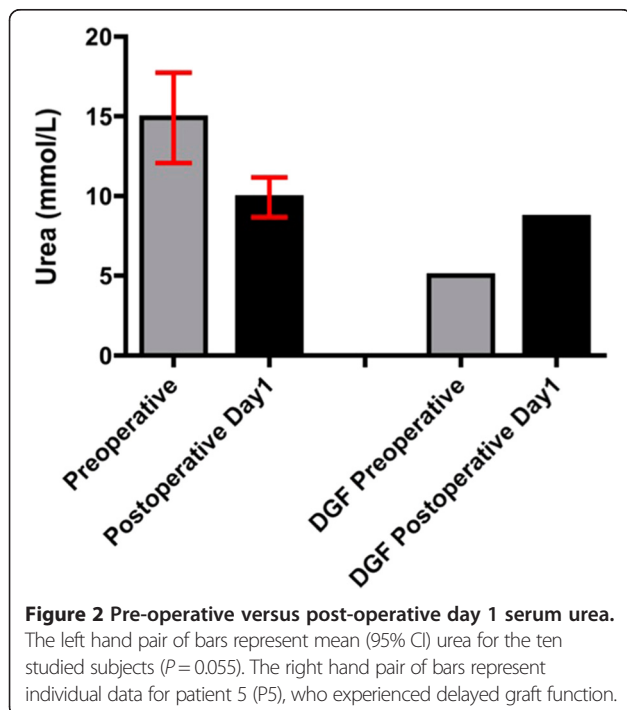 20
15
10
5
0
Urea (mmol/L)
Preoperative
Postoperative Day1
DGF Preoperative
DGF Postoperative Day1
Figure 2 Pre-operative versus post-operative day 1 serum urea.
The left hand pair of bars represent mean (95% CI) urea for the ten
studied subjects (P = 0.055). The right hand pair of bars represent
individual data for patient 5 (P5), who experienced delayed graft function.